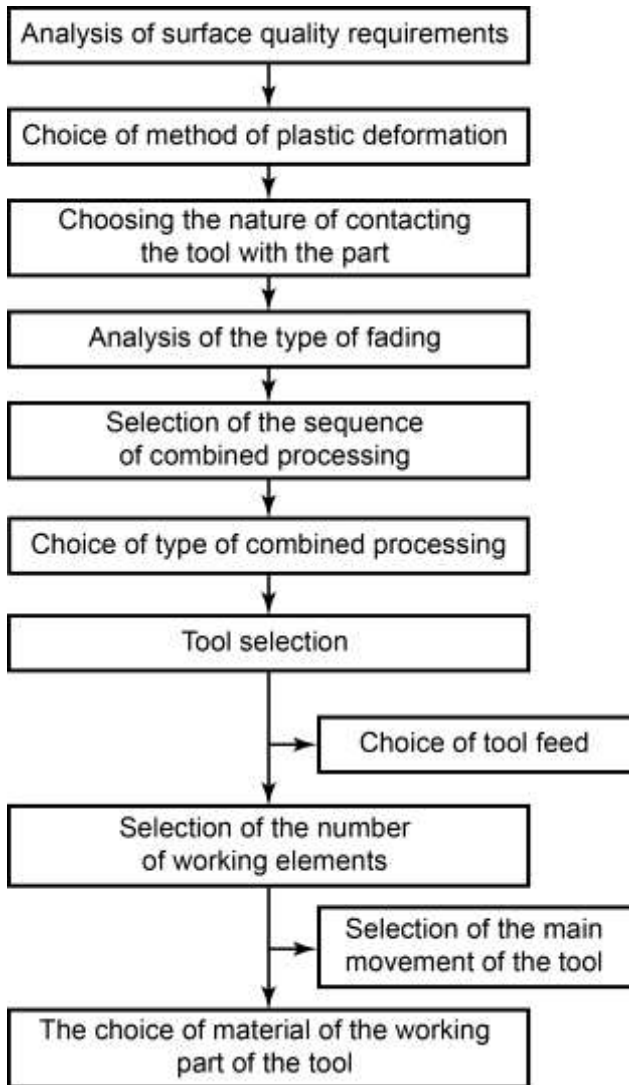 Analysis of surface quality requirements
Choice of method of plastic deformation
Choosing the nature of contacting
the tool with the part
Analysis of the type of fading
Selection of the sequence
of combined processing
Choice of type of combined processing
Tool selection
Choice of tool feed
Selection of the number
of working elements
Selection of the main
movement of the tool
The choice of material of the working
part of the tool